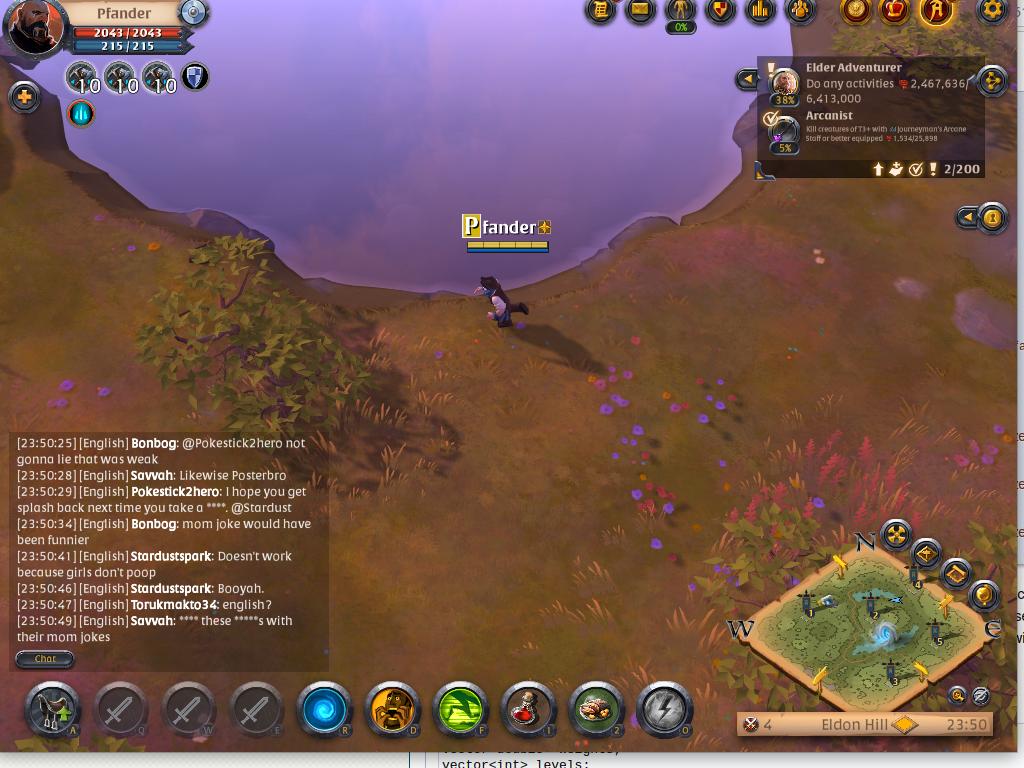 Pfander
2043 / 2043
215 / 215
10 10 10
0%
Elder Adventurer
Do any activities 2,467,636/
6,413,000
38%
Arcanist
Kill creatures of T3+ with Journeyman's Arcane
Staff or better equipped 1,534/25,898
5%
2/200
Pfander
[23:50:25] [English] Bonbog: @Pokestick2hero not
gonna lie that was weak
[23:50:28] [English] Savvah: Likewise Posterbro
[23:50:29] [English] Pokestick2hero: I hope you get
splash back next time you take a ****. @Stardust
[23:50:34] [English] Bonbog: mom joke would have
been funnier
[23:50:41] [English] Stardustspark: Doesn't work
because girls don't poop
[23:50:46] [English] Stardustspark: Booyah.
[23:50:47] [English] Torukmakto34: english?
[23:50:49] [English] Savvah: **** these *****s with
their mom jokes
Chat
N
W
E
1
2
3
4
5
A Q W E R D F 1 2 O
4 Eldon Hill 23:50
vector<int> levels;